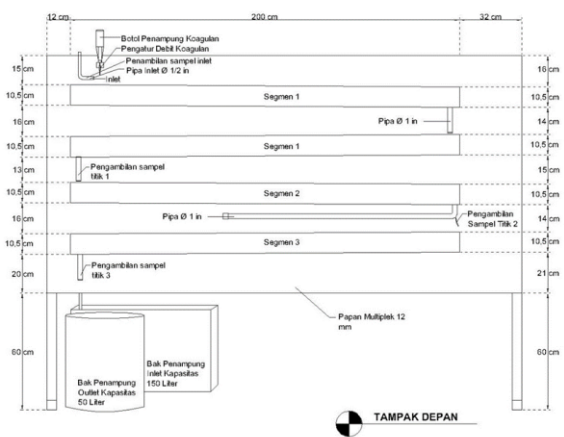 12 cm
200 cm
32 cm
Botol Penampung Koagulan
Pengatur Debit Koagulan
Penambilan sampel inlet
Pipa Inlet Ø 1/2 in
Inlet
15 cm
16 cm
10,5 cm
Segmen 1
10,5 cm
16 cm
Pipa Ø 1 in
14 cm
10,5 cm
Segmen 1
10,5 cm
13 cm
Pengambilan sampel
titik 1
15 cm
10,5 cm
Segmen 2
10,5 cm
16 cm
Pipa Ø 1 in
Pengambilan
Sampel Titik 2
14 cm
10,5 cm
Segmen 3
10,5 cm
20 cm
Pengambilan sampel
titik 3
21 cm
Papan Multiplek 12
mm
60 cm
60 cm
Bak Penampung
Inlet Kapasitas
150 Liter
Bak Penampung
Outlet Kapasitas
50 Liter
TAMPAK DEPAN